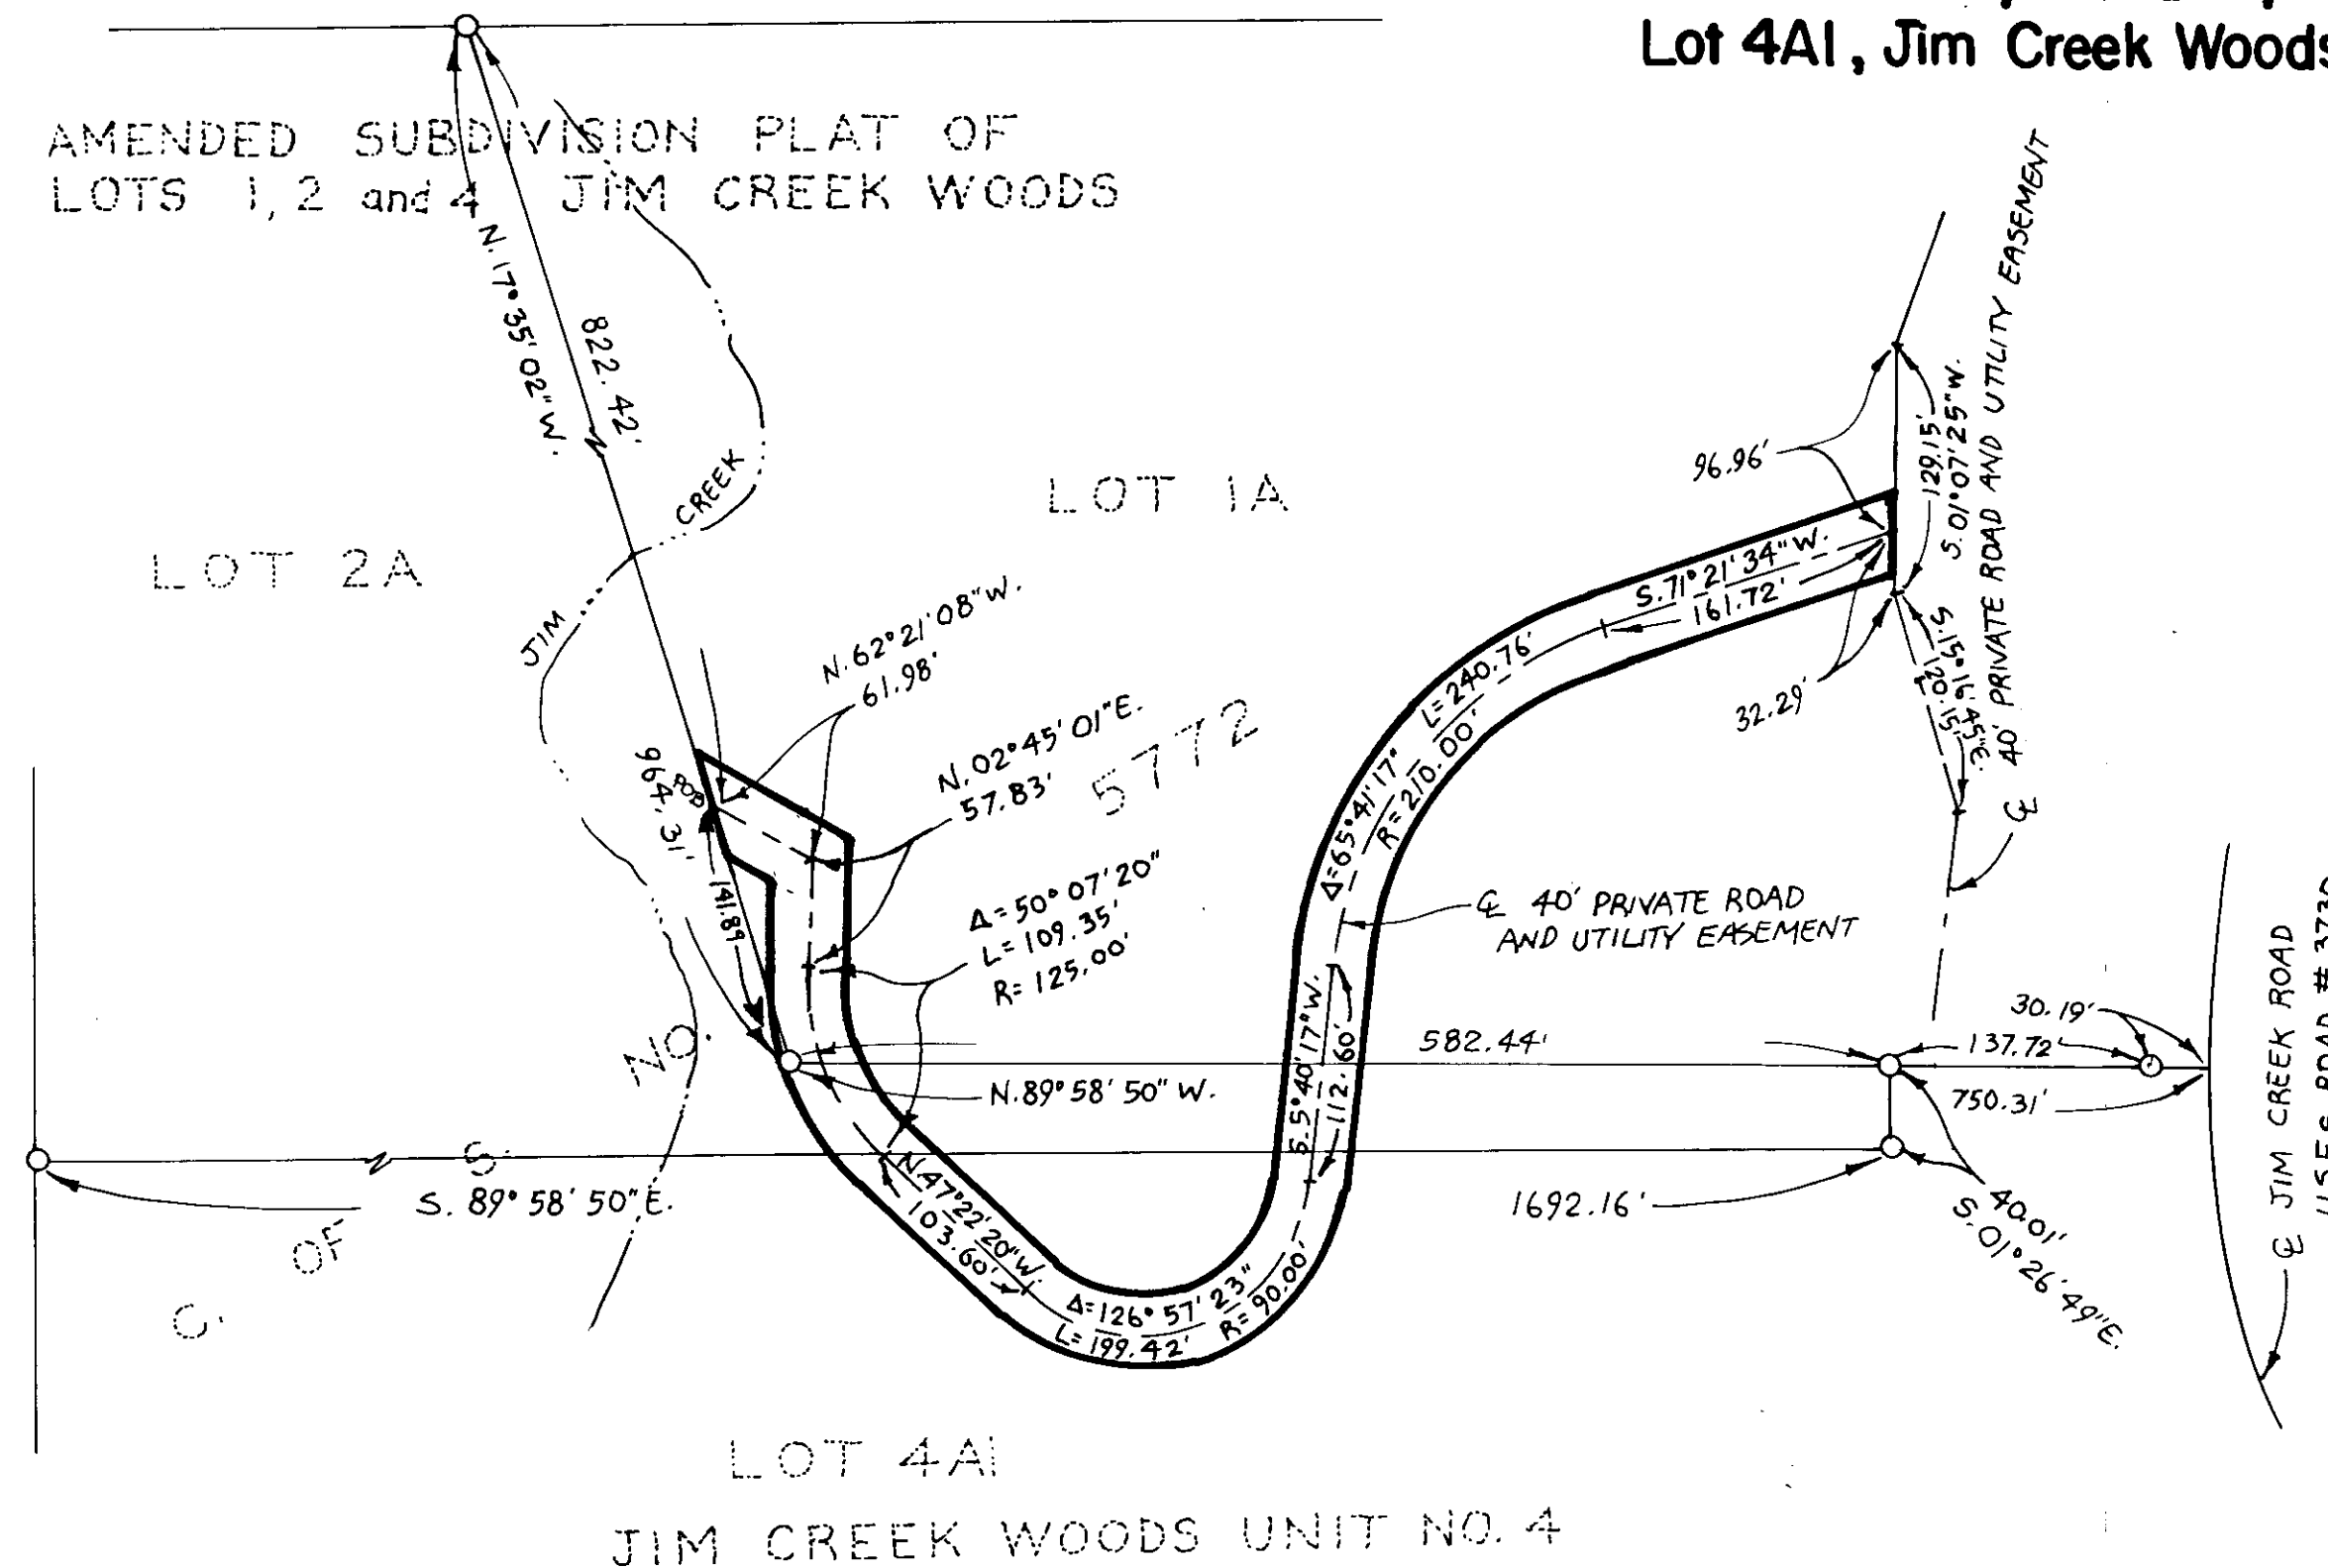 Lot 4A1, Jim Creek Woods
AMENDED SUBDIVISION PLAT OF
LOTS 1, 2 and 4 JIM CREEK WOODS
N. 17° 35' 02" W.
822.42'
JIM CREEK
LOT 1A
LOT 2A
96.96'
129.15'
S. 01° 07' 25" W.
40' PRIVATE ROAD AND UTILITY EASEMENT
S. 71° 21' 34" W.
161.72'
N. 62° 21' 08" W.
61.98'
32.29'
S. 15° 16' 45" E.
120.51'
L= 240.76'
Δ= 65° 41' 17"
R= 210.00'
N. 02° 45' 01" E.
57.83'
5772
964.31'
POB
141.89
Δ= 50° 07' 20"
L= 109.35'
R= 125.00'
℄ 40' PRIVATE ROAD
AND UTILITY EASEMENT
℄
NO.
582.44'
30.19'
137.72'
750.31'
N. 89° 58' 50" W.
S. 5° 40' 17" W.
112.60'
S.
S. 89° 58' 50" E.
1692.16'
40.01'
S. 01° 26' 49" E.
OF
C.
N 47° 22' 20" W.
103.60'
Δ= 126° 57' 23"
L= 199.42'
R= 90.00'
℄ JIM CREEK ROAD
LOT 4A1
JIM CREEK WOODS UNIT NO. 4